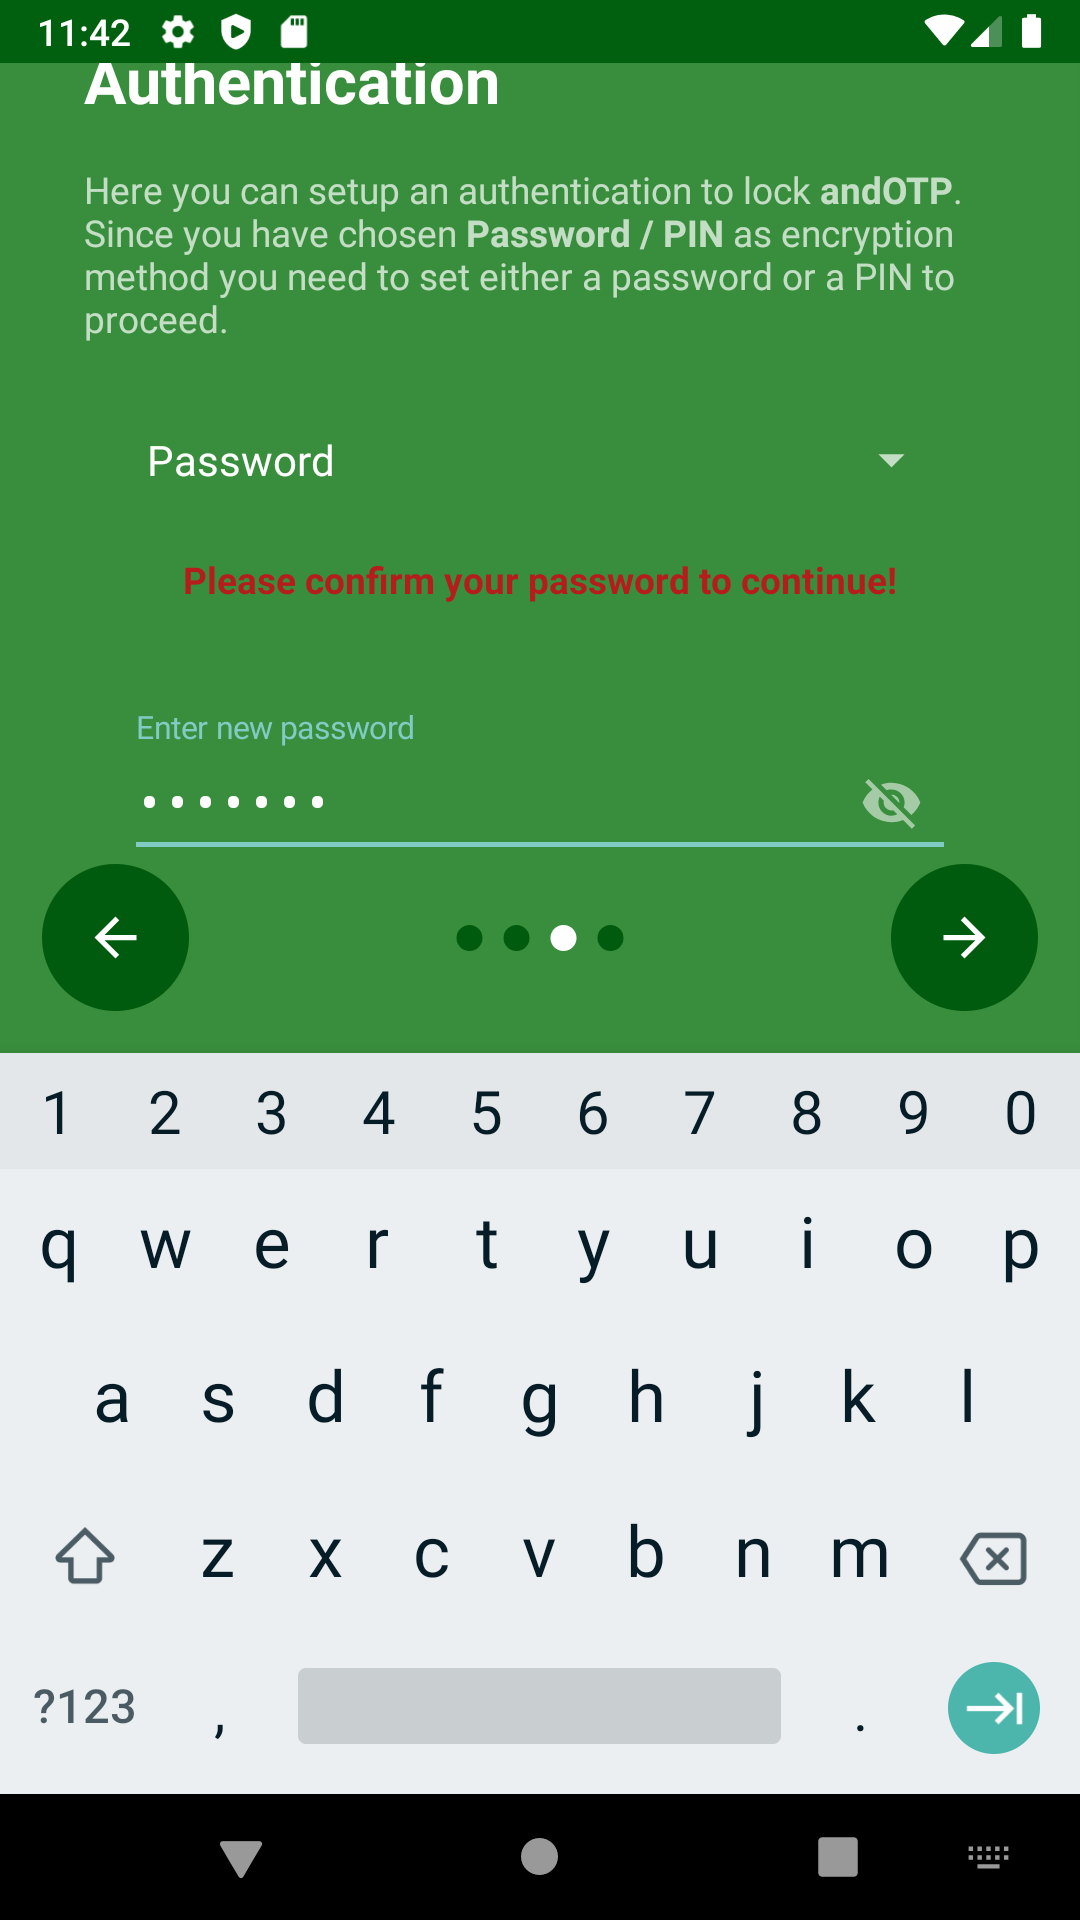 11:42
Authentication
Here you can setup an authentication to lock andOTP.
Since you have chosen Password / PIN as encryption
method you need to set either a password or a PIN to
proceed.
Password
Please confirm your password to continue!
Enter new password
•••••••
1 2 3 4 5 6 7 8 9 0
q w e r t y u i o p
a s d f g h j k l
z x c v b n m
?123 , .